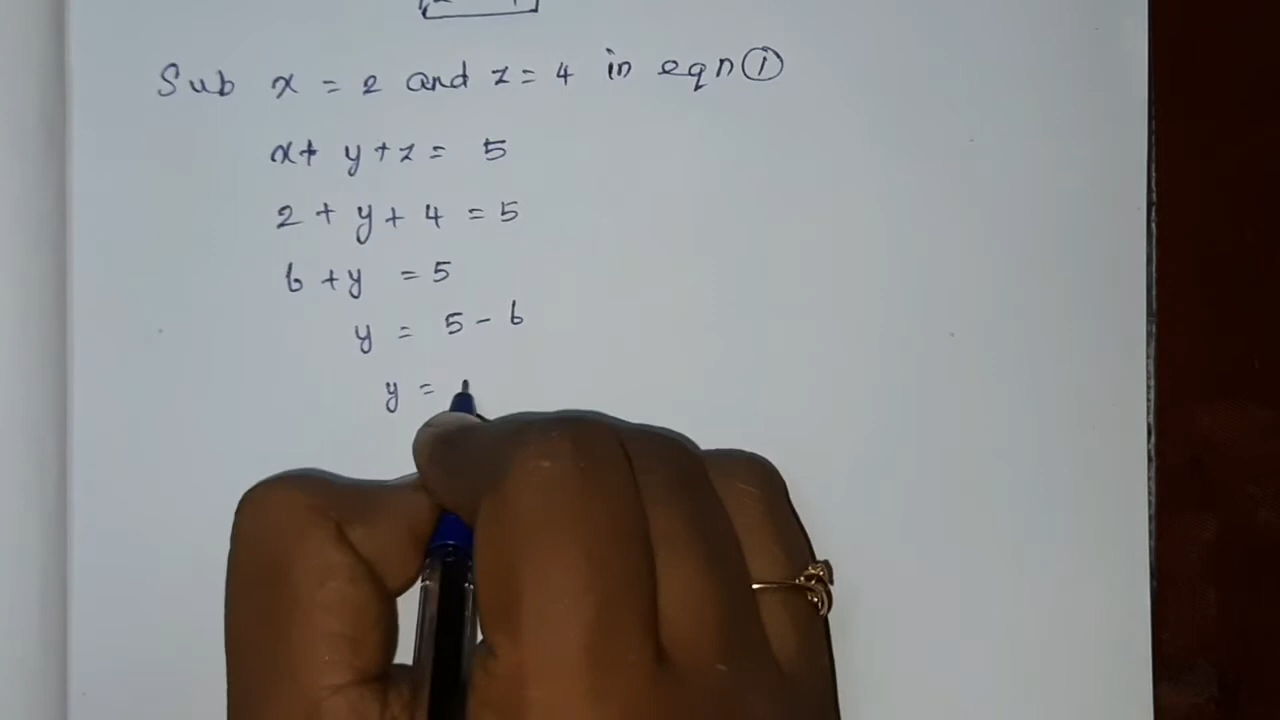 Sub x = 2 and z = 4 in eqn ①
x + y + z = 5
2 + y + 4 = 5
6 + y = 5
y = 5 - 6
y =